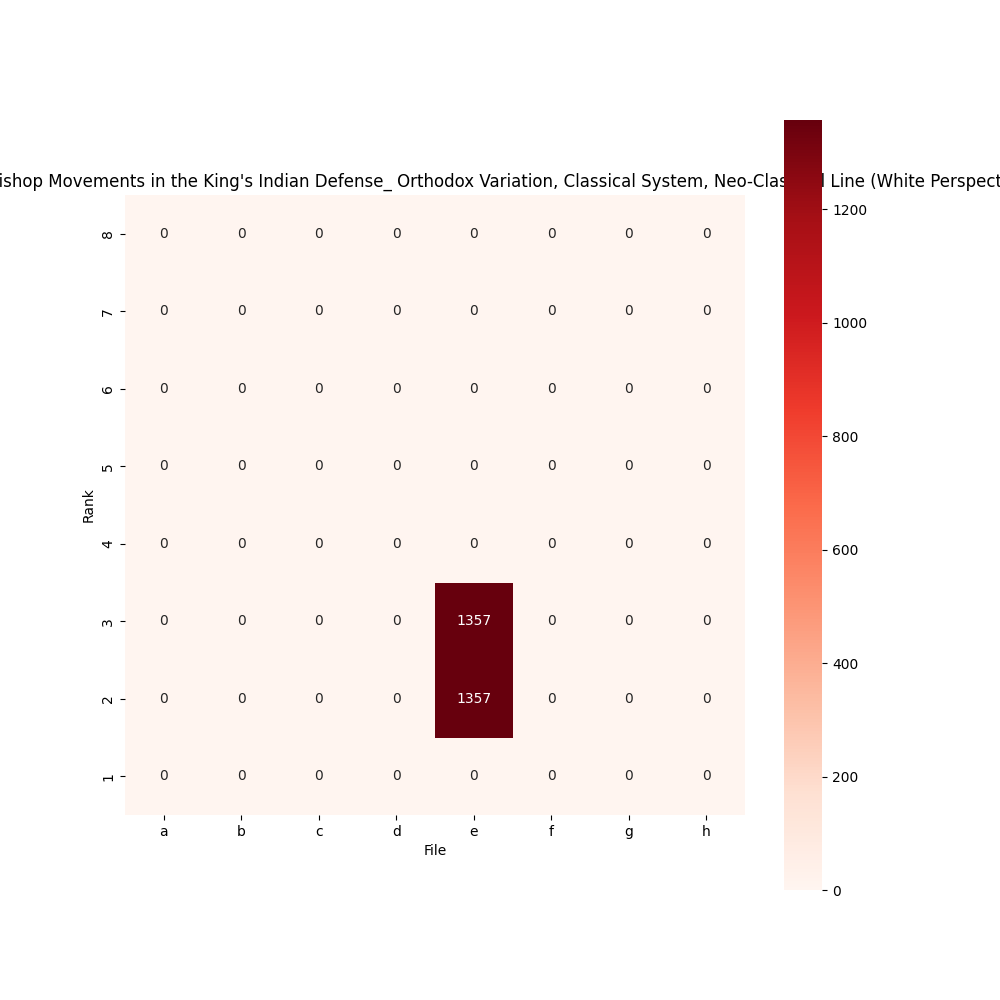 ishop Movements in the King's Indian Defense_ Orthodox Variation, Classical System, Neo-Clas l Line (White Perspect
8 0 0 0 0 0 0 0 0
7 0 0 0 0 0 0 0 0
6 0 0 0 0 0 0 0 0
5 0 0 0 0 0 0 0 0
4 0 0 0 0 0 0 0 0
3 0 0 0 0 1357 0 0 0
2 0 0 0 0 1357 0 0 0
1 0 0 0 0 0 0 0 0
a b c d e f g h
File
Rank
1200
1000
800
600
400
200
0